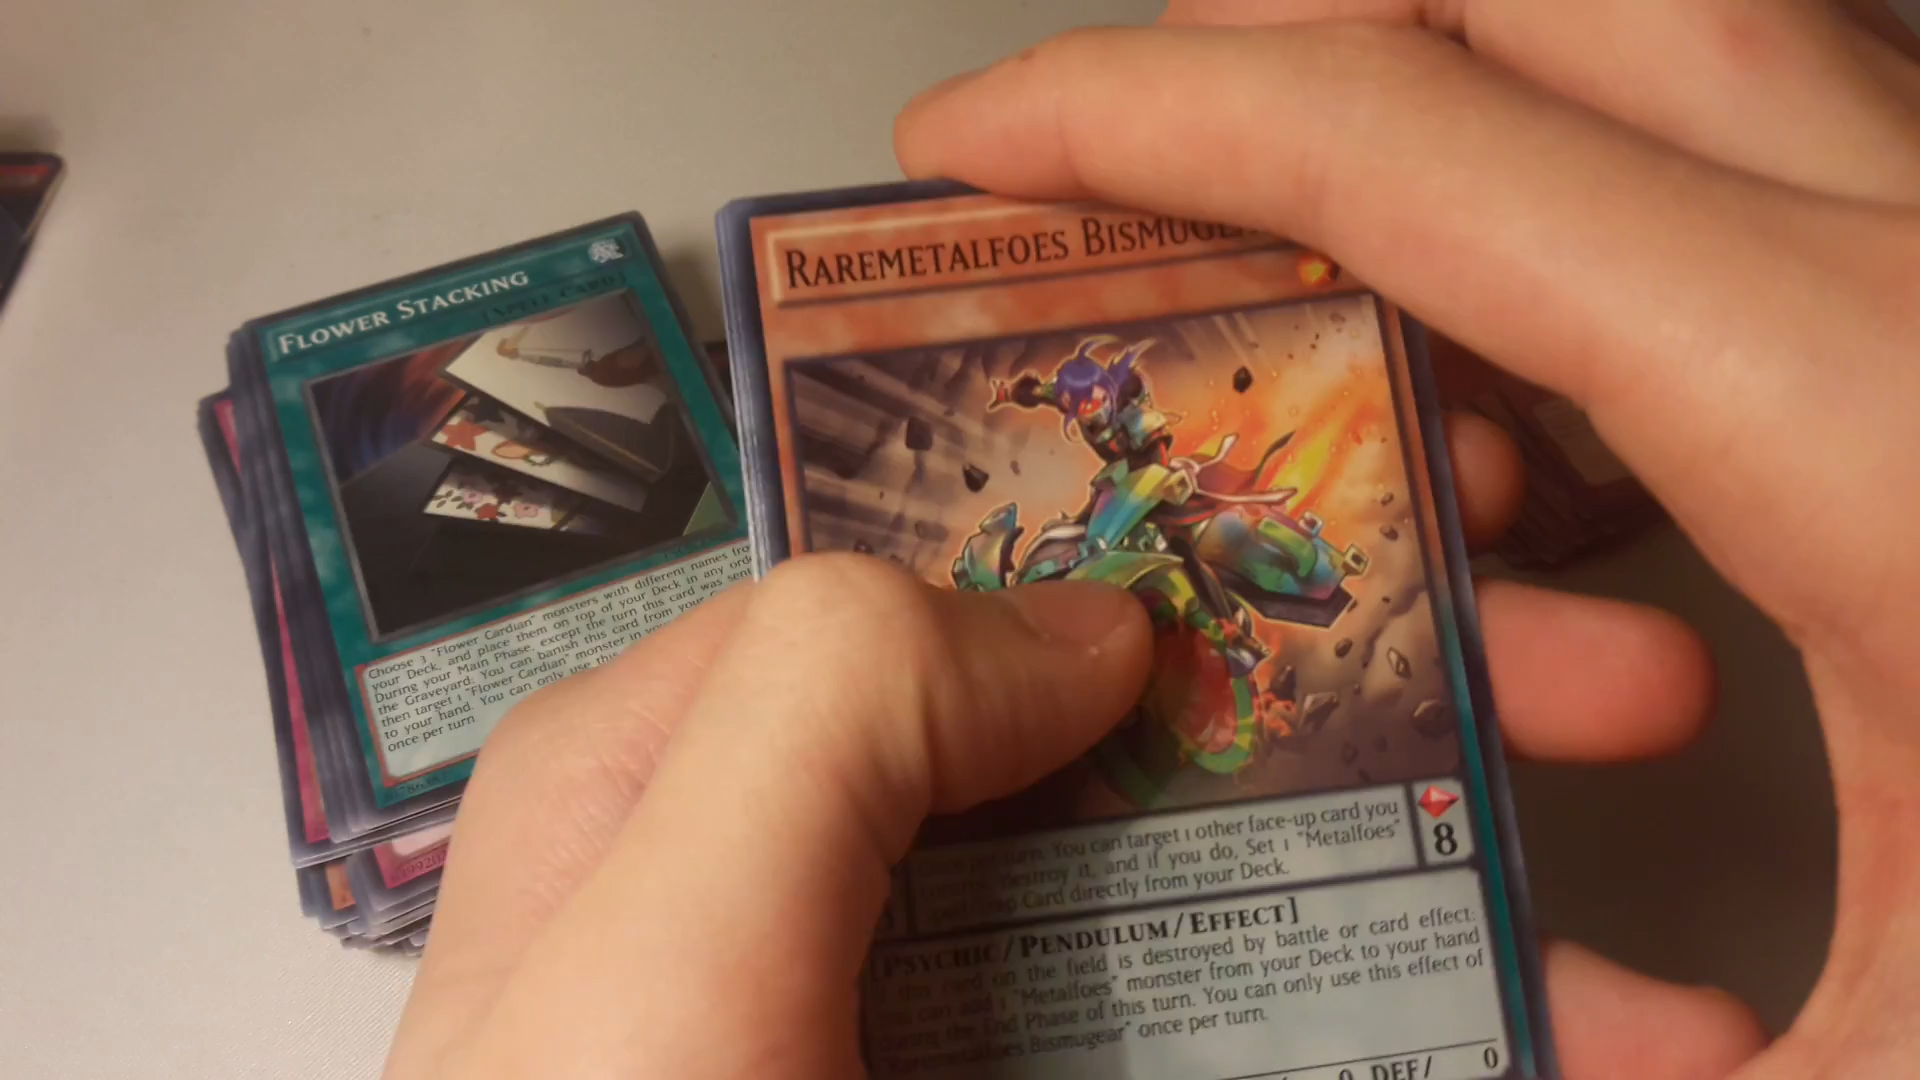 FLOWER STACKING
[SPELL CARD]
Choose 3 "Flower Cardian" monsters with different names from
your Deck, and place them on top of your Deck in any order.
During your Main Phase, except the turn this card was sent
the Graveyard: You can banish this card from your
then target 1 "Flower Cardian" monster in your
to your hand. You can only use this
once per turn.
RAREMETALFOES BISMUGE
You can target 1 other face-up card you
destroy it, and if you do, Set 1 "Metalfoes"
Card directly from your Deck.
8
[PSYCHIC/PENDULUM/EFFECT]
If this card on the field is destroyed by battle or card effect:
You can add 1 "Metalfoes" monster from your Deck to your hand
during the End Phase of this turn. You can only use this effect of
"Raremetalfoes Bismugear" once per turn.
0 DEF/ 0